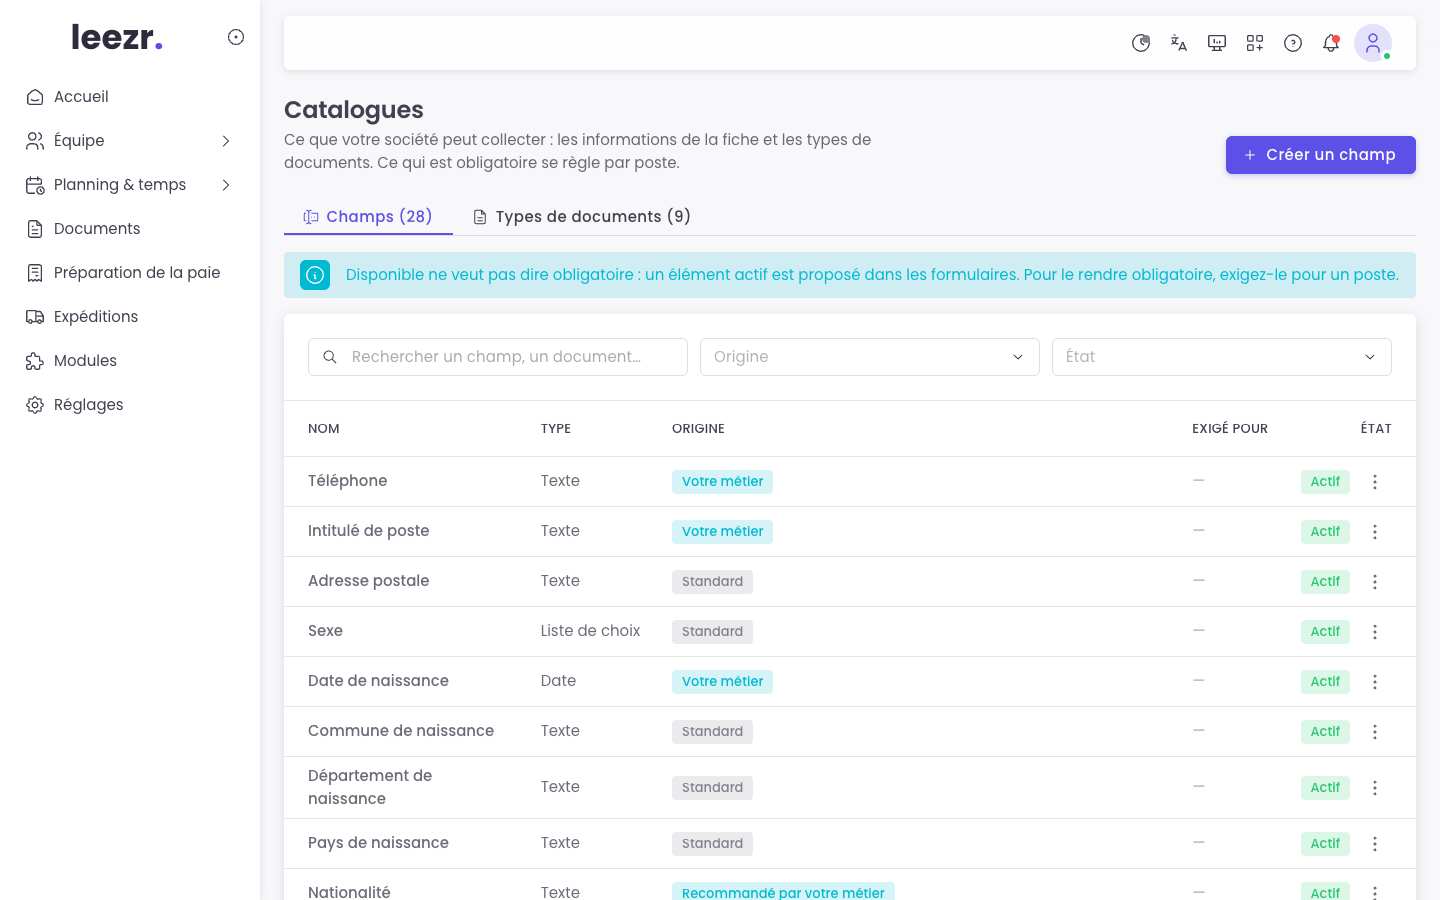 leezr.
Accueil
Équipe
Planning & temps
Documents
Préparation de la paie
Expéditions
Modules
Réglages
Catalogues
Ce que votre société peut collecter : les informations de la fiche et les types de
documents. Ce qui est obligatoire se règle par poste.
Créer un champ
Champs (28)
Types de documents (9)
Disponible ne veut pas dire obligatoire : un élément actif est proposé dans les formulaires. Pour le rendre obligatoire, exigez-le pour un poste.
Rechercher un champ, un document...
Origine
État
NOM TYPE ORIGINE EXIGÉ POUR ÉTAT
Téléphone Texte Votre métier — Actif
Intitulé de poste Texte Votre métier — Actif
Adresse postale Texte Standard — Actif
Sexe Liste de choix Standard — Actif
Date de naissance Date Votre métier — Actif
Commune de naissance Texte Standard — Actif
Département de
naissance Texte Standard — Actif
Pays de naissance Texte Standard — Actif
Nationalité Texte Recommandé par votre métier — Actif